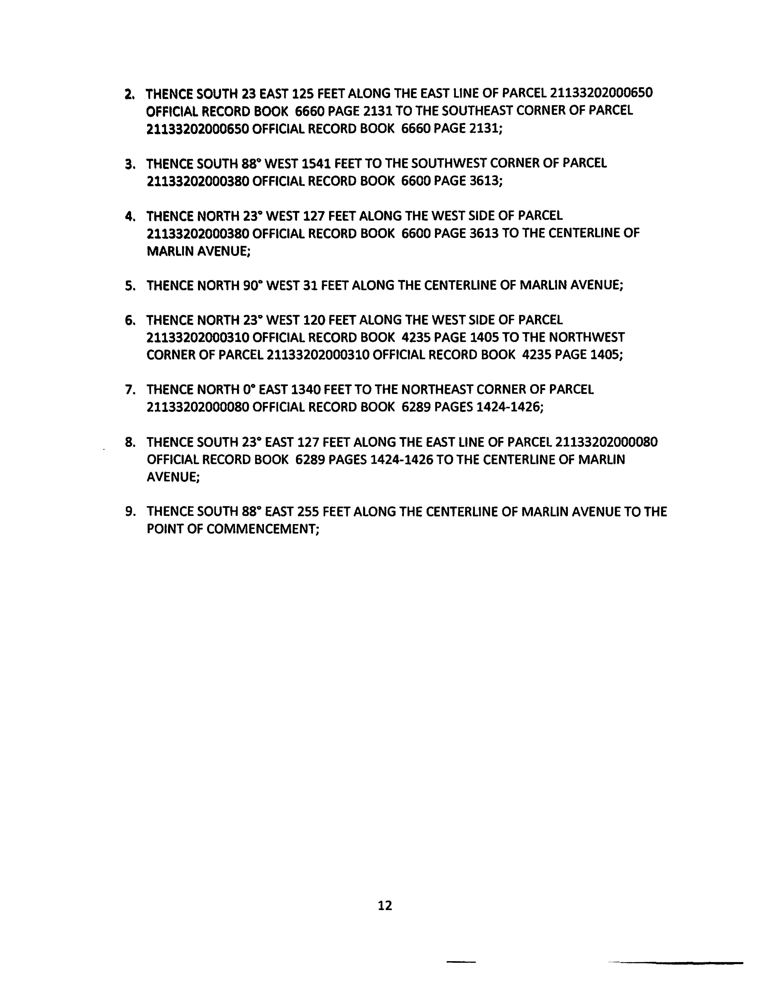 2. THENCE SOUTH 23 EAST 125 FEET ALONG THE EAST LINE OF PARCEL 21133202000650
OFFICIAL RECORD BOOK 6660 PAGE 2131 TO THE SOUTHEAST CORNER OF PARCEL
21133202000650 OFFICIAL RECORD BOOK 6660 PAGE 2131;
3. THENCE SOUTH 88° WEST 1541 FEET TO THE SOUTHWEST CORNER OF PARCEL
21133202000380 OFFICIAL RECORD BOOK 6600 PAGE 3613;
4. THENCE NORTH 23° WEST 127 FEET ALONG THE WEST SIDE OF PARCEL
21133202000380 OFFICIAL RECORD BOOK 6600 PAGE 3613 TO THE CENTERLINE OF
MARLIN AVENUE;
5. THENCE NORTH 90° WEST 31 FEET ALONG THE CENTERLINE OF MARLIN AVENUE;
6. THENCE NORTH 23° WEST 120 FEET ALONG THE WEST SIDE OF PARCEL
21133202000310 OFFICIAL RECORD BOOK 4235 PAGE 1405 TO THE NORTHWEST
CORNER OF PARCEL 21133202000310 OFFICIAL RECORD BOOK 4235 PAGE 1405;
7. THENCE NORTH 0° EAST 1340 FEET TO THE NORTHEAST CORNER OF PARCEL
21133202000080 OFFICIAL RECORD BOOK 6289 PAGES 1424-1426;
8. THENCE SOUTH 23° EAST 127 FEET ALONG THE EAST LINE OF PARCEL 21133202000080
OFFICIAL RECORD BOOK 6289 PAGES 1424-1426 TO THE CENTERLINE OF MARLIN
AVENUE;
9. THENCE SOUTH 88° EAST 255 FEET ALONG THE CENTERLINE OF MARLIN AVENUE TO THE
POINT OF COMMENCEMENT;
12